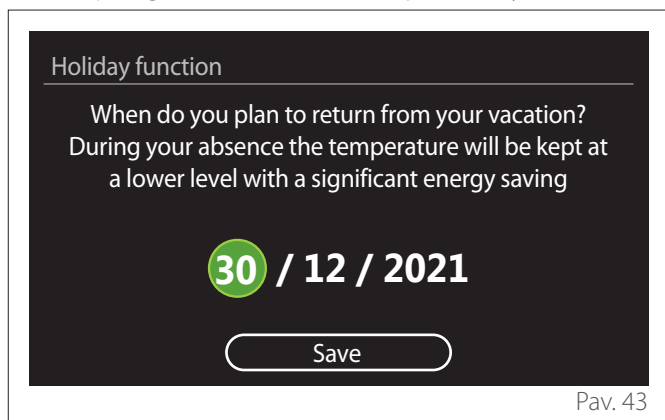 Holiday function
When do you plan to return from your vacation?
During your absence the temperature will be kept at
a lower level with a significant energy saving
30 / 12 / 2021
Save
Pav. 43